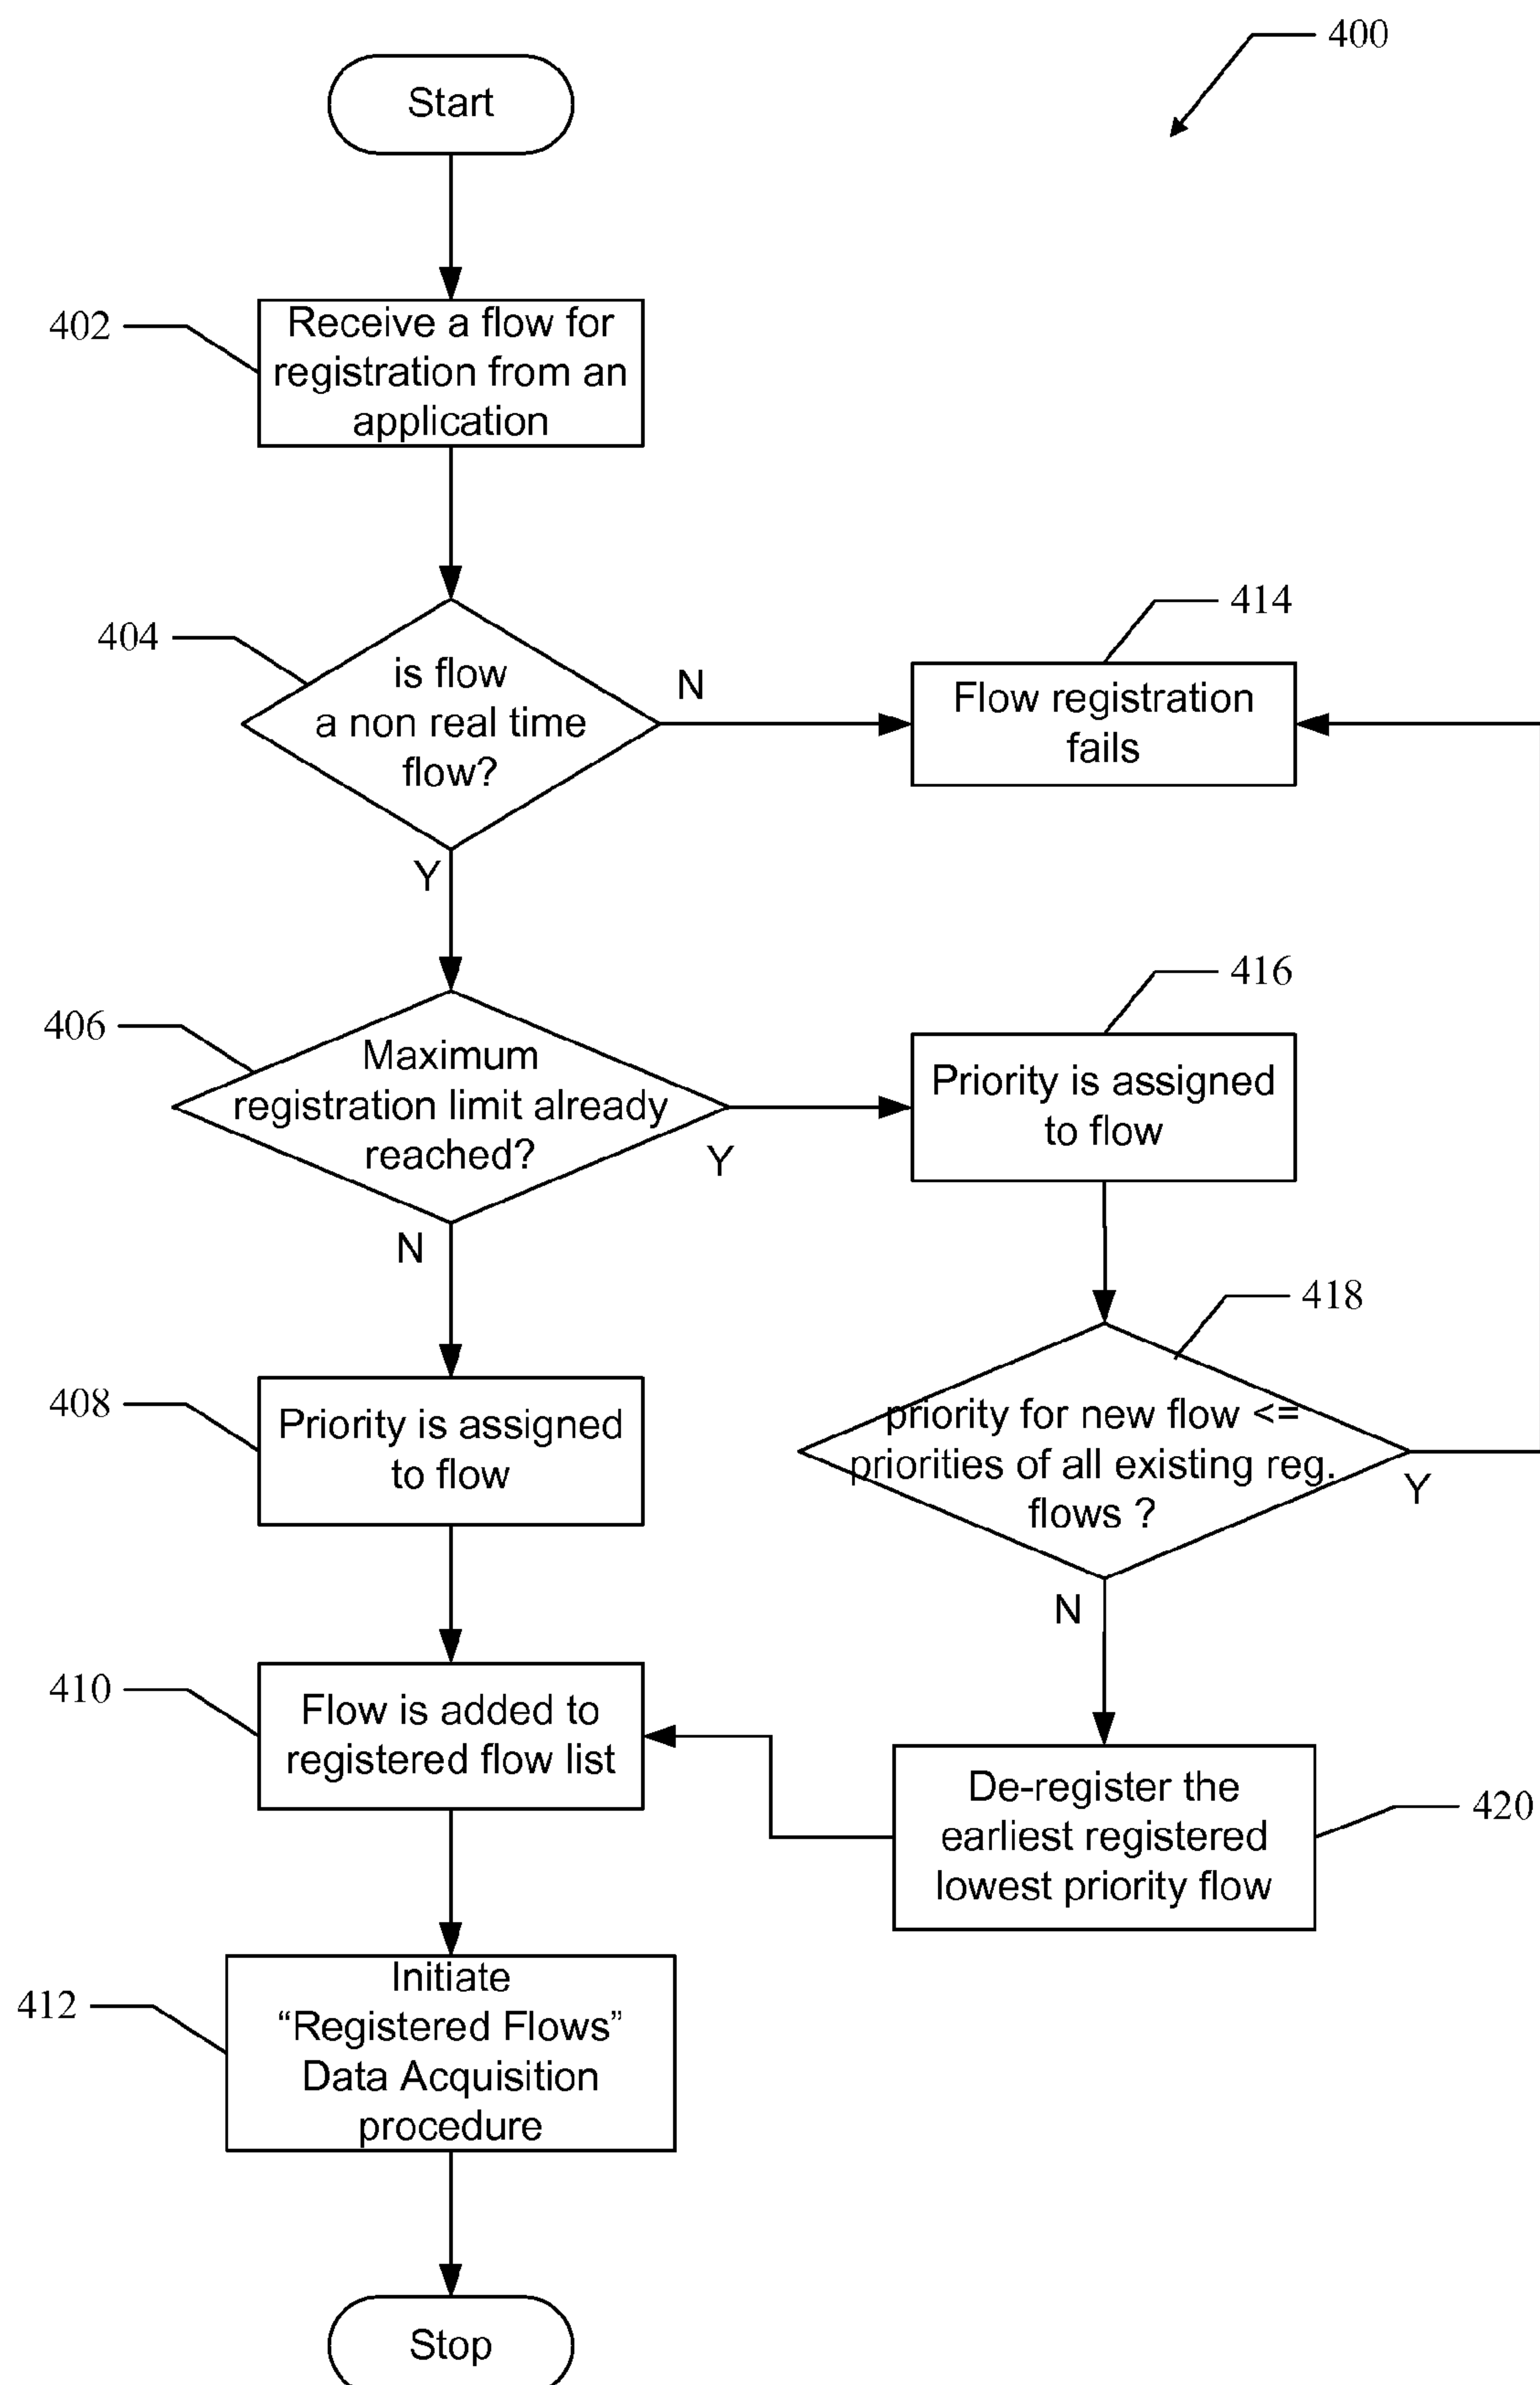 400
Start
402
Receive a flow for
registration from an
application
404
is flow
a non real time
flow?
N
Y
414
Flow registration
fails
406
Maximum
registration limit already
reached?
Y
N
416
Priority is assigned
to flow
418
priority for new flow <=
priorities of all existing reg.
flows ?
Y
N
408
Priority is assigned
to flow
410
Flow is added to
registered flow list
De-register the
earliest registered
lowest priority flow
420
412
Initiate
“Registered Flows”
Data Acquisition
procedure
Stop